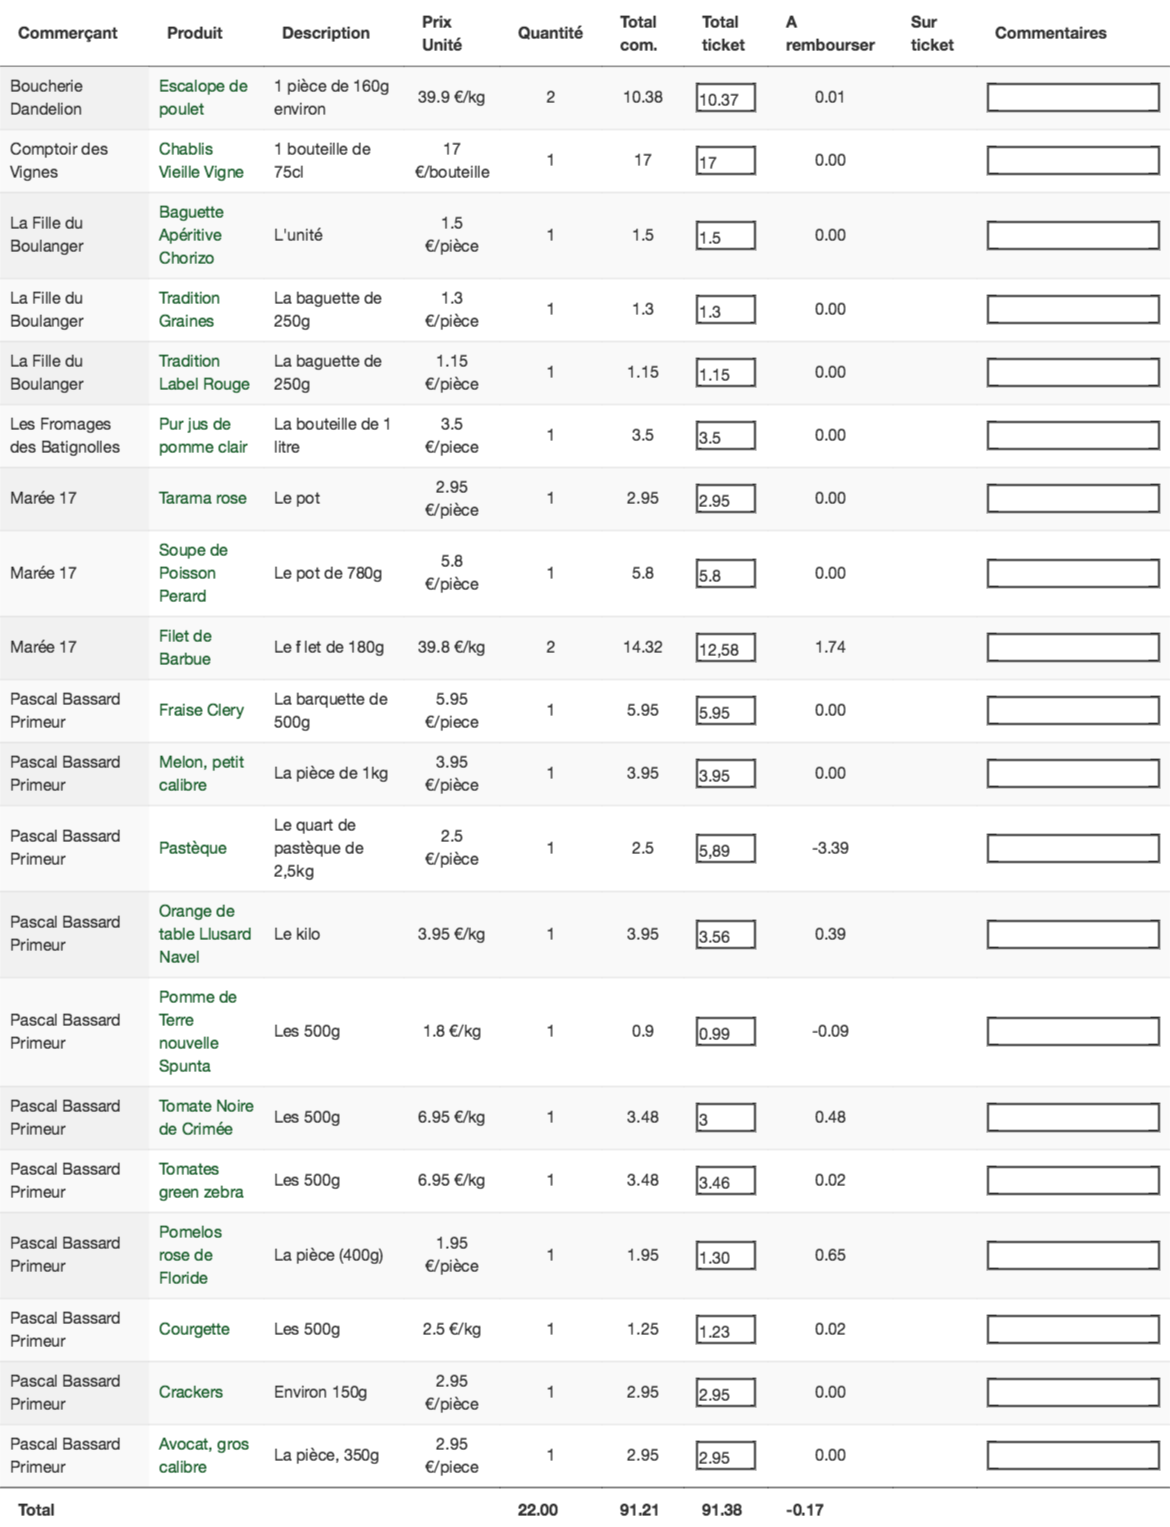 Commerçant Produit Description Prix Unité Quantité Total com. Total ticket A rembourser Sur ticket Commentaires
Boucherie Dandelion Escalope de poulet 1 pièce de 160g environ 39.9 €/kg 2 10.38 10.37 0.01
Comptoir des Vignes Chablis Vieille Vigne 1 bouteille de 75cl 17 €/bouteille 1 17 17 0.00
La Fille du Boulanger Baguette Apéritive Chorizo L'unité 1.5 €/pièce 1 1.5 1.5 0.00
La Fille du Boulanger Tradition Graines La baguette de 250g 1.3 €/pièce 1 1.3 1.3 0.00
La Fille du Boulanger Tradition Label Rouge La baguette de 250g 1.15 €/pièce 1 1.15 1.15 0.00
Les Fromages des Batignolles Pur jus de pomme clair La bouteille de 1 litre 3.5 €/piece 1 3.5 3.5 0.00
Marée 17 Tarama rose Le pot 2.95 €/pièce 1 2.95 2.95 0.00
Marée 17 Soupe de Poisson Perard Le pot de 780g 5.8 €/pièce 1 5.8 5.8 0.00
Marée 17 Filet de Barbue Le f let de 180g 39.8 €/kg 2 14.32 12,58 1.74
Pascal Bassard Primeur Fraise Clery La barquette de 500g 5.95 €/piece 1 5.95 5.95 0.00
Pascal Bassard Primeur Melon, petit calibre La pièce de 1kg 3.95 €/pièce 1 3.95 3.95 0.00
Pascal Bassard Primeur Pastèque Le quart de pastèque de 2,5kg 2.5 €/pièce 1 2.5 5,89 -3.39
Pascal Bassard Primeur Orange de table Llusard Navel Le kilo 3.95 €/kg 1 3.95 3.56 0.39
Pascal Bassard Primeur Pomme de Terre nouvelle Spunta Les 500g 1.8 €/kg 1 0.9 0.99 -0.09
Pascal Bassard Primeur Tomate Noire de Crimée Les 500g 6.95 €/kg 1 3.48 3 0.48
Pascal Bassard Primeur Tomates green zebra Les 500g 6.95 €/kg 1 3.48 3.46 0.02
Pascal Bassard Primeur Pomelos rose de Floride La pièce (400g) 1.95 €/pièce 1 1.95 1.30 0.65
Pascal Bassard Primeur Courgette Les 500g 2.5 €/kg 1 1.25 1.23 0.02
Pascal Bassard Primeur Crackers Environ 150g 2.95 €/pièce 1 2.95 2.95 0.00
Pascal Bassard Primeur Avocat, gros calibre La pièce, 350g 2.95 €/piece 1 2.95 2.95 0.00
Total 22.00 91.21 91.38 -0.17